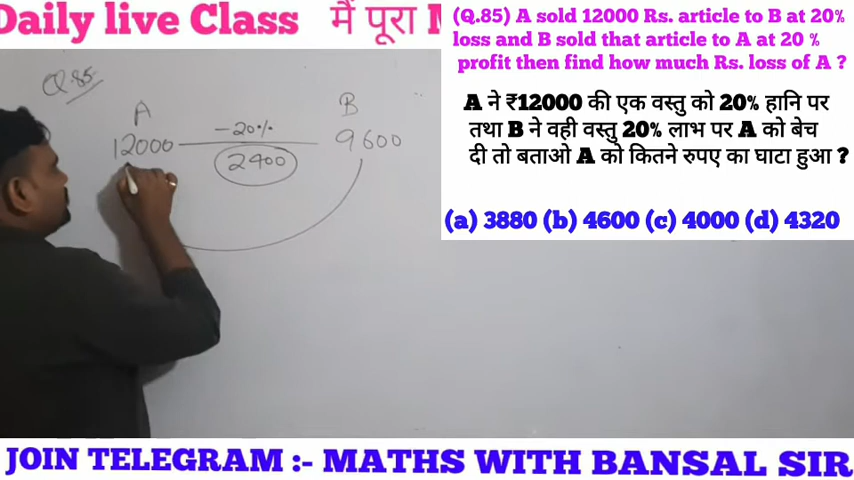 Daily live Class में पूरा
(Q.85) A sold 12000 Rs. article to B at 20%
loss and B sold that article to A at 20 %
profit then find how much Rs. loss of A ?
A ने ₹12000 की एक वस्तु को 20% हानि पर
तथा B ने वही वस्तु 20% लाभ पर A को बेच
दी तो बताओ A को कितने रुपए का घाटा हुआ ?
(a) 3880 (b) 4600 (c) 4000 (d) 4320
Q.85
A B
12000 -20% 9600
2400
JOIN TELEGRAM :- MATHS WITH BANSAL SIR